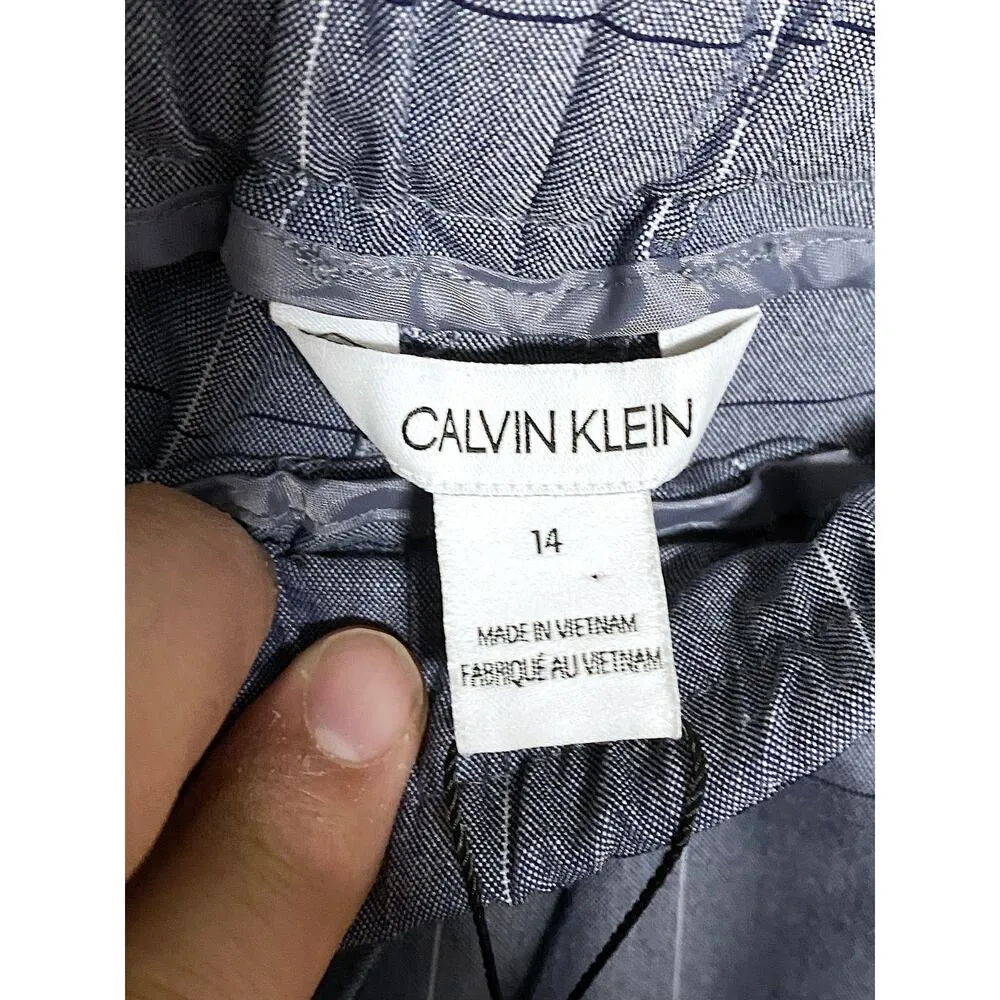 CALVIN KLEIN
14
MADE IN VIETNAM
FABRIQUÉ AU VIETNAM